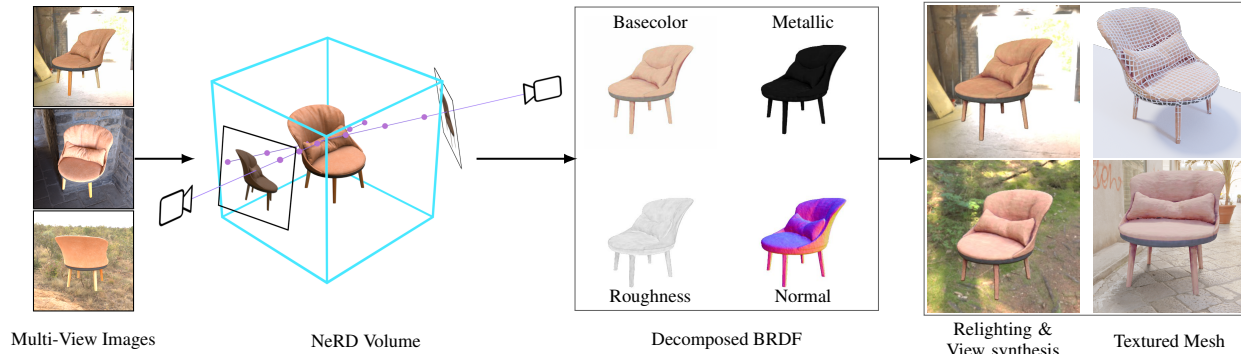 Basecolor
Metallic
Roughness
Normal
Multi-View Images
NeRD Volume
Decomposed BRDF
Relighting &
View synthesis
Textured Mesh